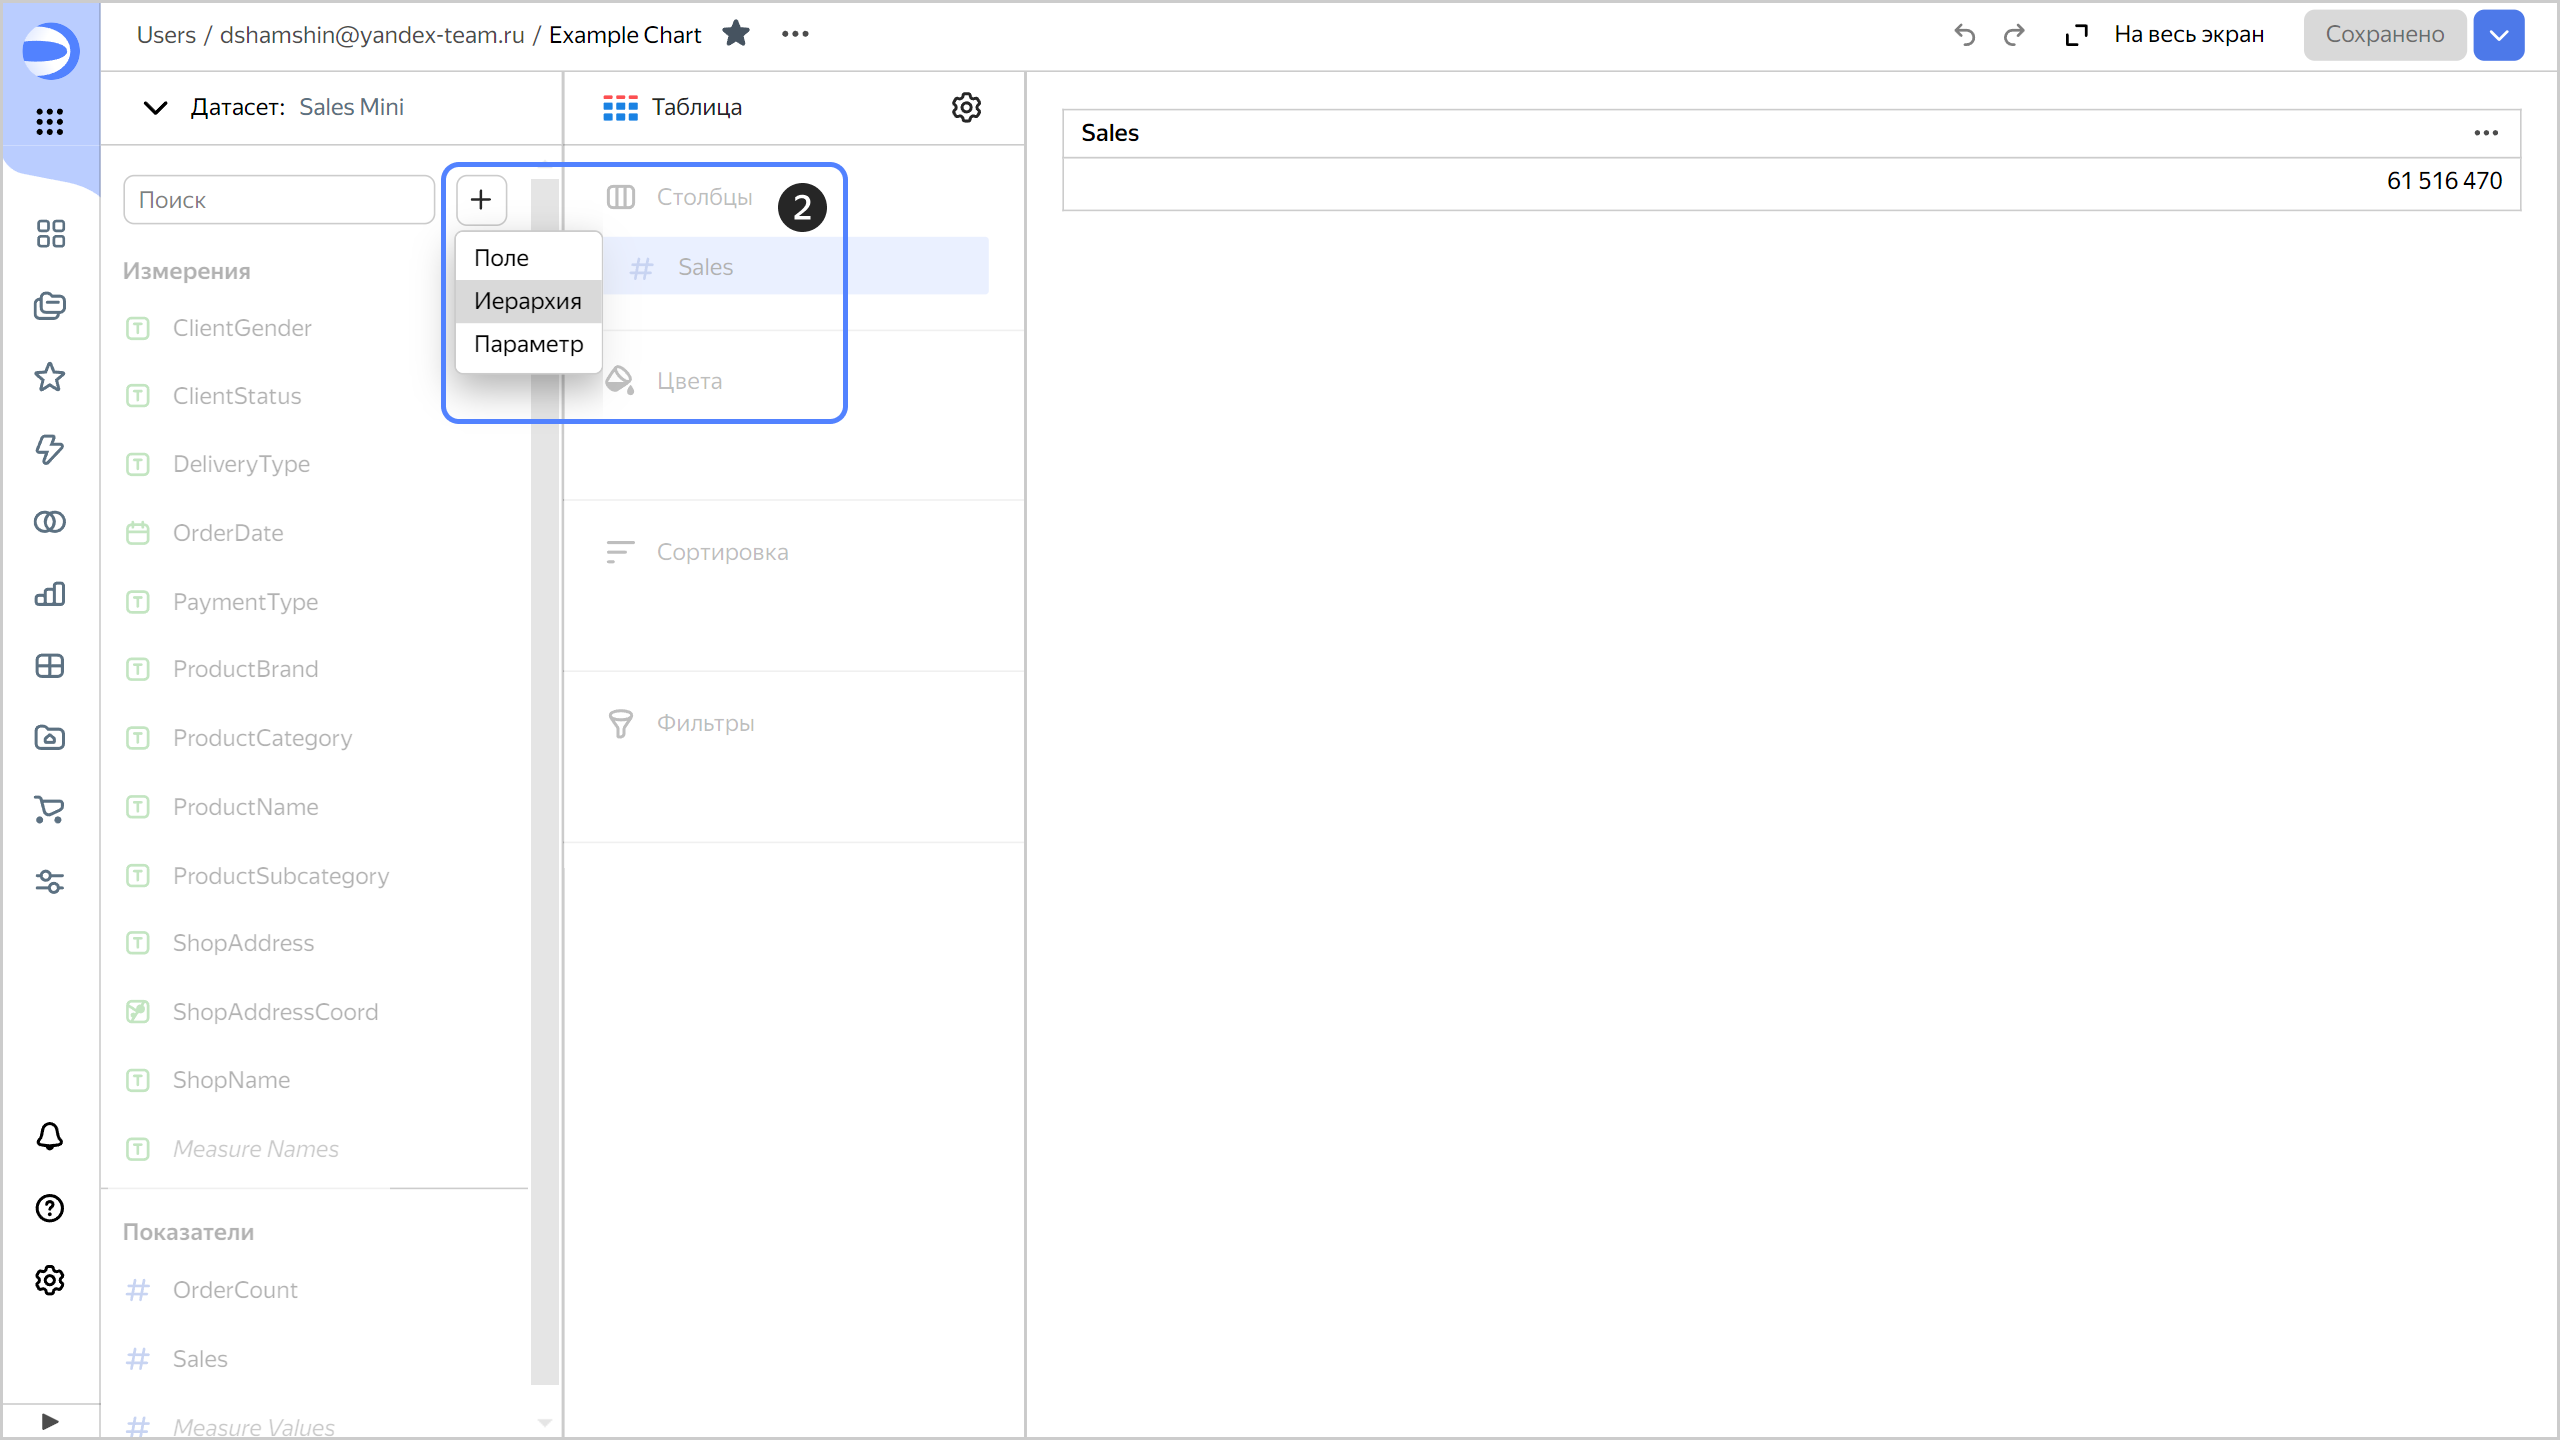 Users / dshamshin@yandex-team.ru / Example Chart
На весь экран
Сохранено
Датасет: Sales Mini
Поиск
Измерения
ClientGender
ClientStatus
DeliveryType
OrderDate
PaymentType
ProductBrand
ProductCategory
ProductName
ProductSubcategory
ShopAddress
ShopAddressCoord
ShopName
Measure Names
Показатели
OrderCount
Sales
Measure Values
Поле
Иерархия
Параметр
Таблица
Столбцы
2
Sales
Цвета
Сортировка
Фильтры
Sales
61 516 470